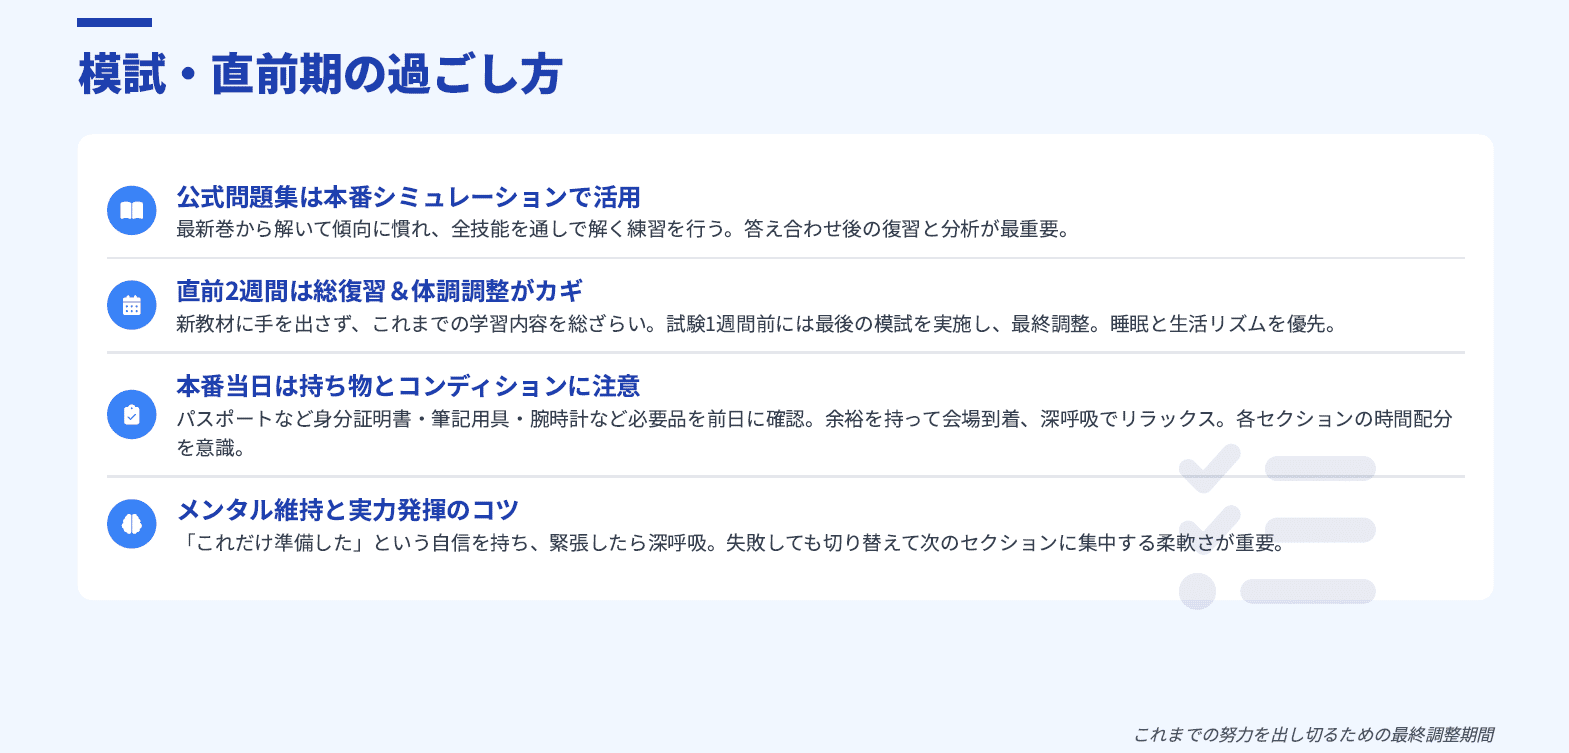 模試・直前期の過ごし方
公式問題集は本番シミュレーションで活用
最新巻から解いて傾向に慣れ、全技能を通しで解く練習を行う。答え合わせ後の復習と分析が最重要。
直前2週間は総復習＆体調調整がカギ
新教材に手を出さず、これまでの学習内容を総ざらい。試験1週間前には最後の模試を実施し、最終調整。睡眠と生活リズムを優先。
本番当日は持ち物とコンディションに注意
パスポートなど身分証明書・筆記用具・腕時計など必要品を前日に確認。余裕を持って会場到着、深呼吸でリラックス。各セクションの時間配分
を意識。
メンタル維持と実力発揮のコツ
「これだけ準備した」という自信を持ち、緊張したら深呼吸。失敗しても切り替えて次のセクションに集中する柔軟さが重要。
これまでの努力を出し切るための最終調整期間